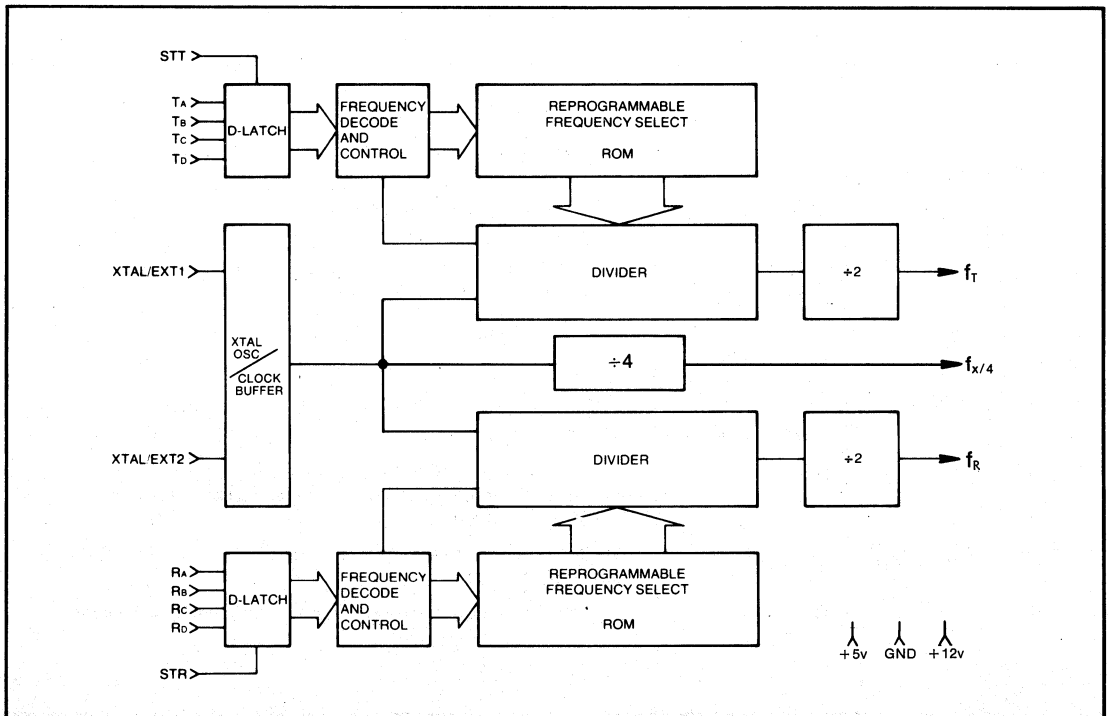 STT
TA
TB
TC
TD
D-LATCH
FREQUENCY
DECODE
AND
CONTROL
REPROGRAMMABLE
FREQUENCY SELECT
ROM
XTAL/EXT1
XTAL
OSC
CLOCK
BUFFER
XTAL/EXT2
DIVIDER
÷2
fT
÷4
fx/4
DIVIDER
÷2
fR
RA
RB
RC
RD
D-LATCH
STR
FREQUENCY
DECODE
AND
CONTROL
REPROGRAMMABLE
FREQUENCY SELECT
ROM
+5v GND +12v